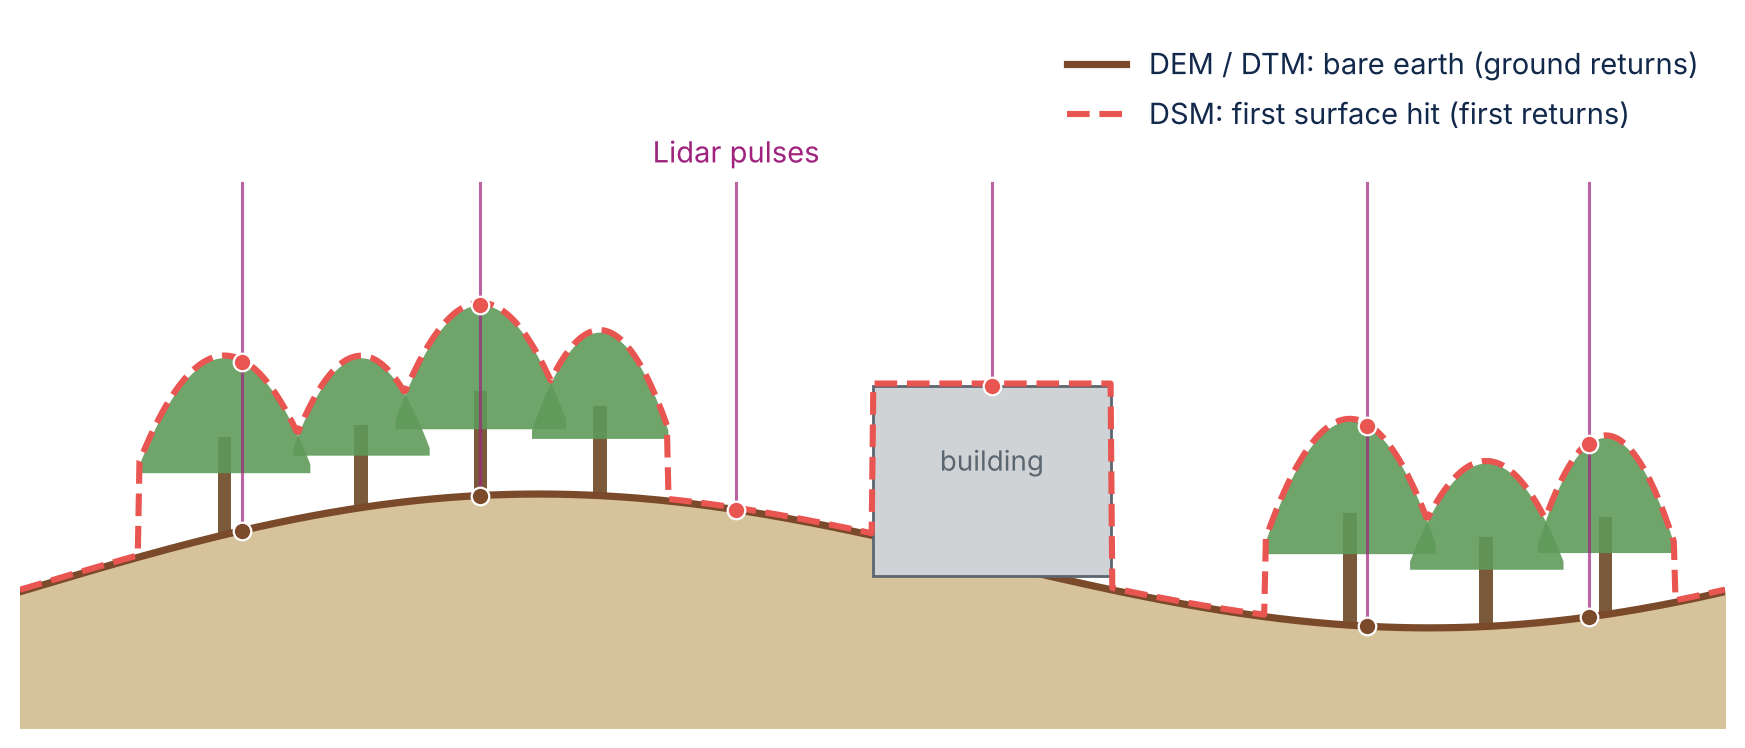 DEM / DTM: bare earth (ground returns)
DSM: first surface hit (first returns)
Lidar pulses
building